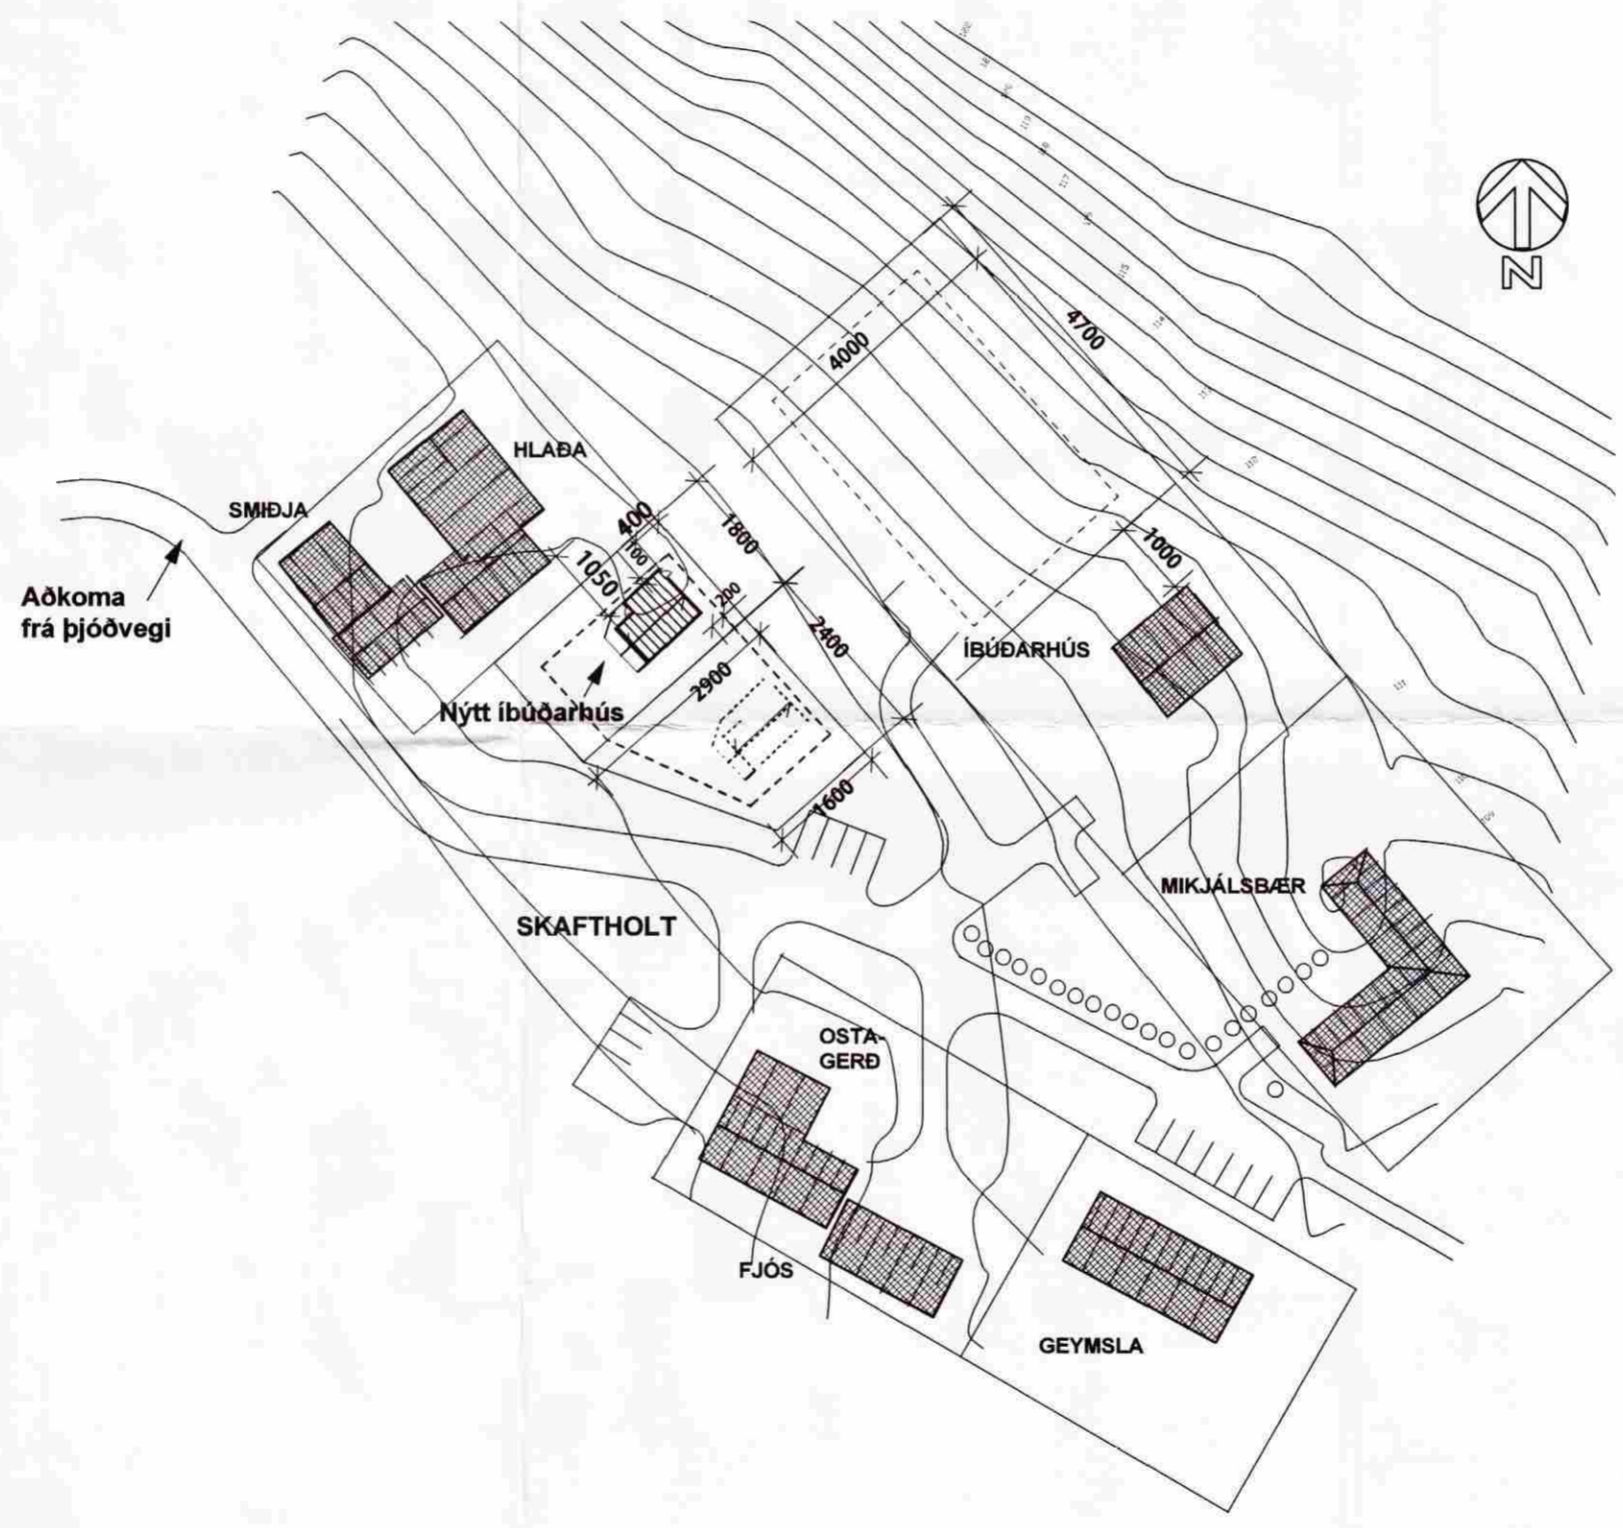 N
4700
4000
HLAÐA
SMIÐJA
400
1800
1000
100
1050
200
Aðkoma
frá þjóðvegi
2400
ÍBÚÐARHÚS
2900
Nýtt íbúðarhús
1600
MIKJÁLSBÆR
SKAFTHOLT
OSTA-
GERÐ
FJÓS
GEYMSLA